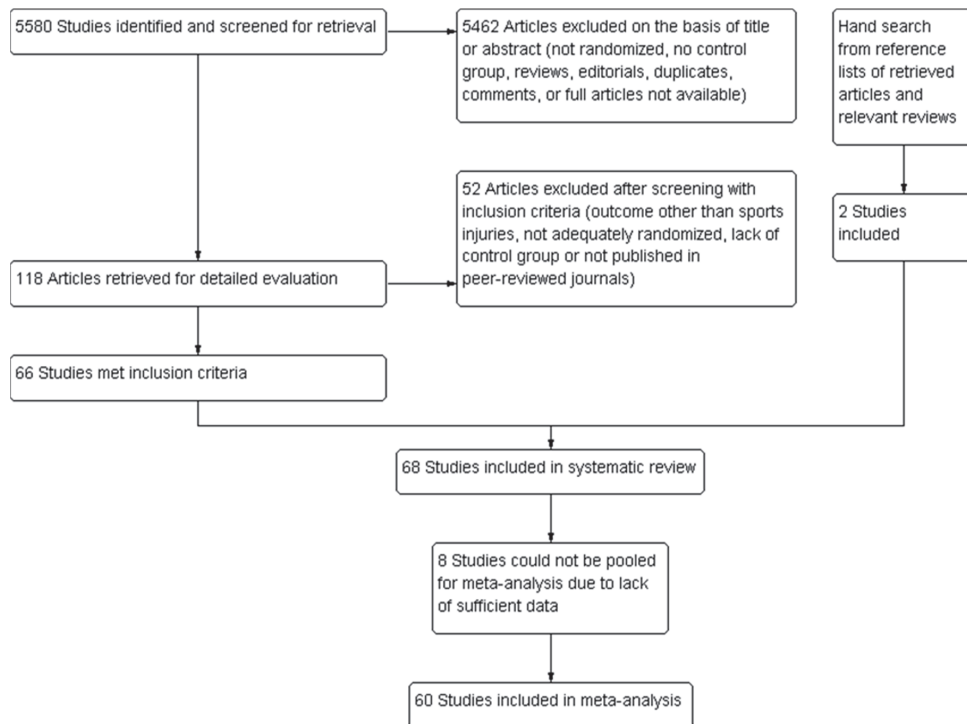 5580 Studies identified and screened for retrieval
5462 Articles excluded on the basis of title
or abstract (not randomized, no control
group, reviews, editorials, duplicates,
comments, or full articles not available)
Hand search
from reference
lists of retrieved
articles and
relevant reviews
52 Articles excluded after screening with
inclusion criteria (outcome other than sports
injuries, not adequately randomized, lack of
control group or not published in
peer-reviewed journals)
2 Studies
included
118 Articles retrieved for detailed evaluation
66 Studies met inclusion criteria
68 Studies included in systematic review
8 Studies could not be pooled
for meta-analysis due to lack
of sufficient data
60 Studies included in meta-analysis